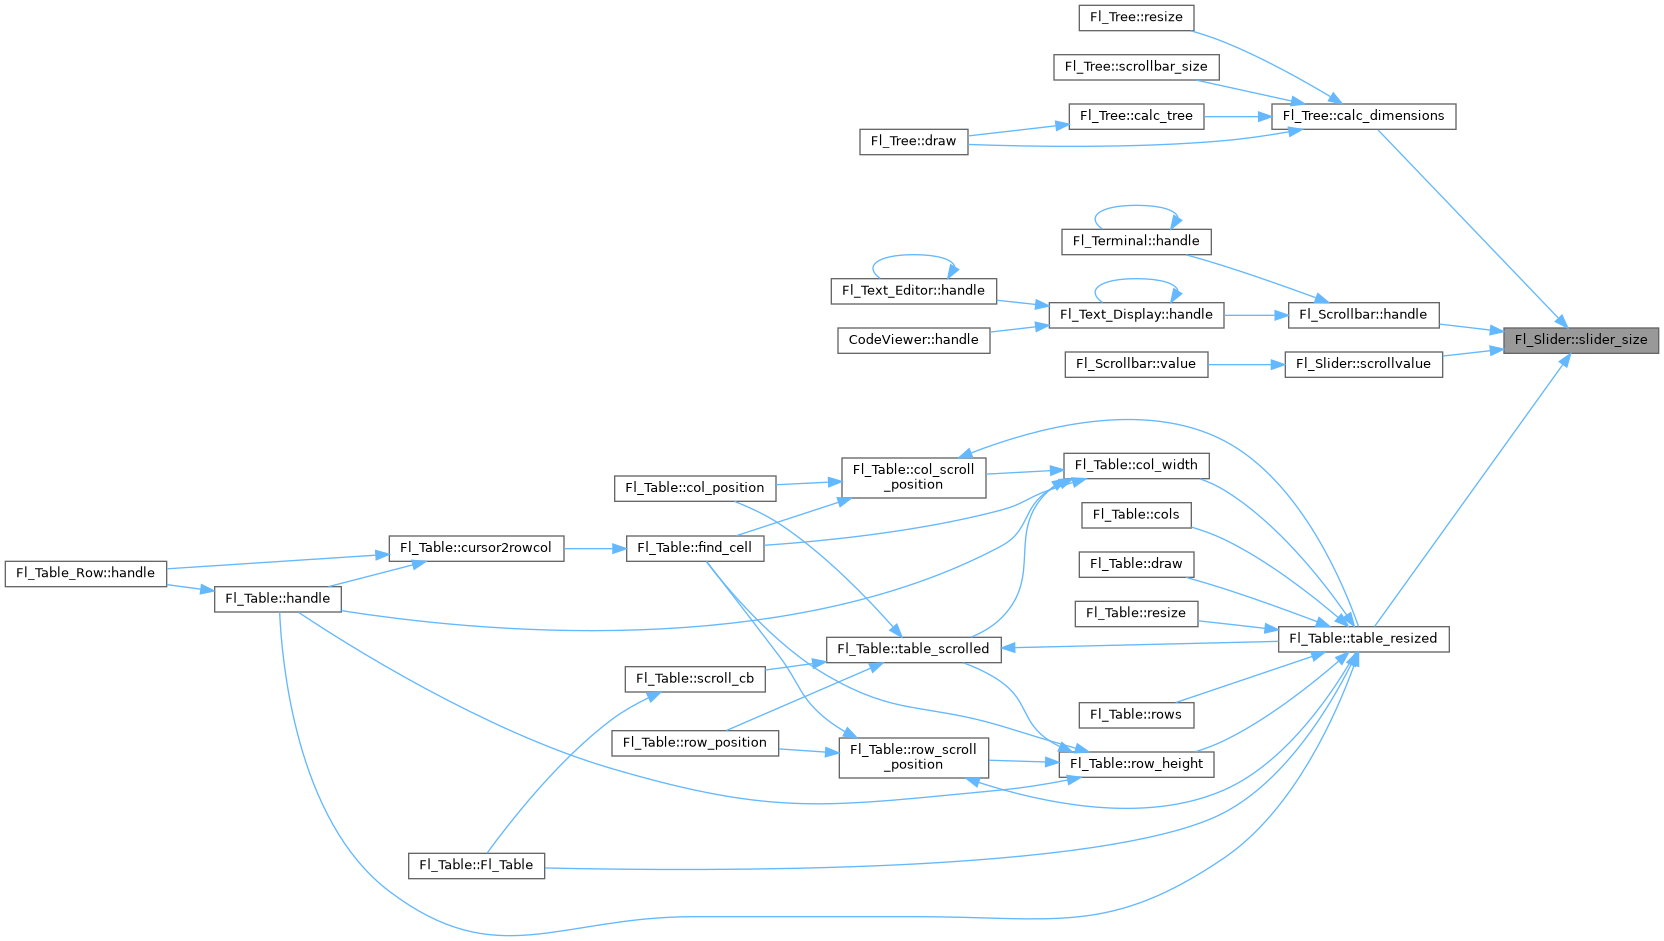 Fl_Tree::resize
Fl_Tree::scrollbar_size
Fl_Tree::calc_tree
Fl_Tree::calc_dimensions
Fl_Tree::draw
Fl_Terminal::handle
Fl_Text_Editor::handle
Fl_Text_Display::handle
Fl_Scrollbar::handle
CodeViewer::handle
Fl_Slider::slider_size
Fl_Scrollbar::value
Fl_Slider::scrollvalue
Fl_Table::col_scroll
_position
Fl_Table::col_width
Fl_Table::col_position
Fl_Table::cols
Fl_Table::cursor2rowcol
Fl_Table::find_cell
Fl_Table::draw
Fl_Table_Row::handle
Fl_Table::handle
Fl_Table::resize
Fl_Table::table_resized
Fl_Table::table_scrolled
Fl_Table::scroll_cb
Fl_Table::rows
Fl_Table::row_position
Fl_Table::row_scroll
_position
Fl_Table::row_height
Fl_Table::Fl_Table